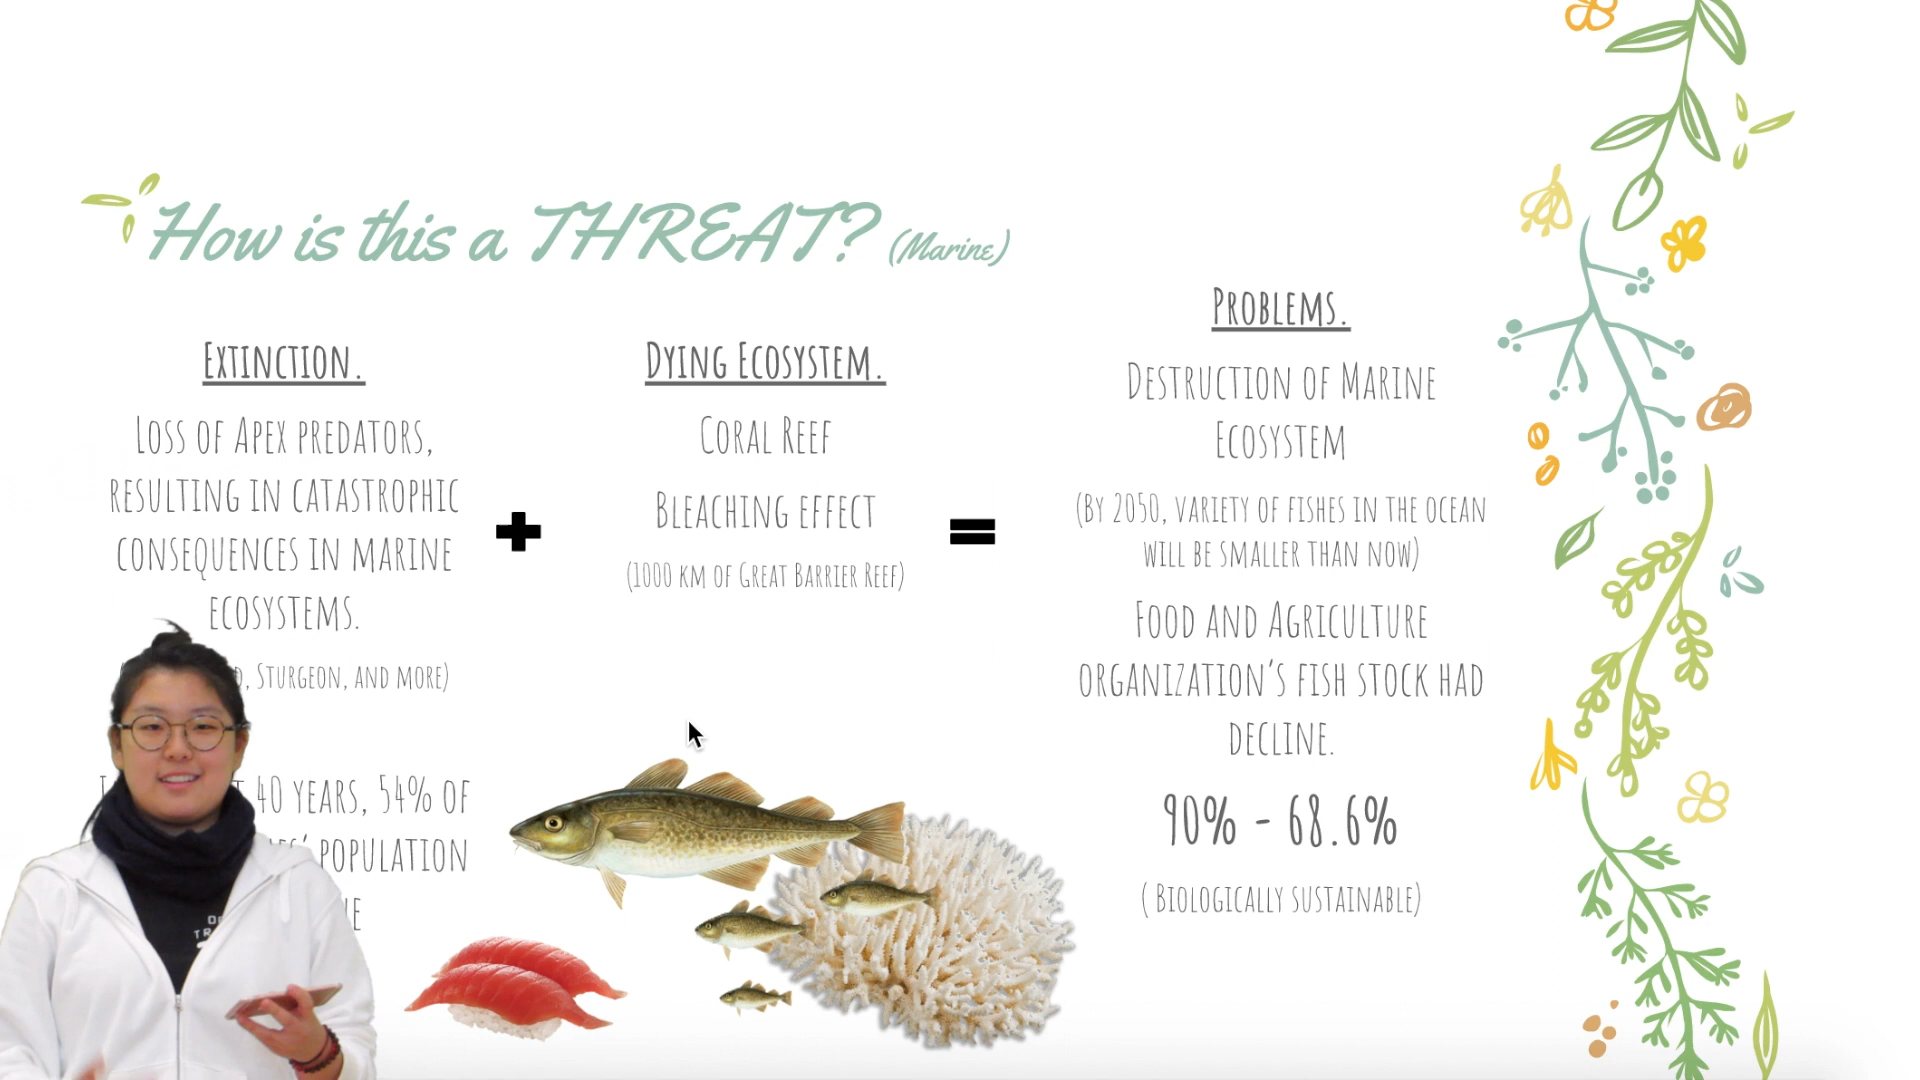 How is this a THREAT? (Marine)
Extinction.
Loss of Apex predators,
resulting in catastrophic
consequences in marine
ecosystems.
, Sturgeon, and more)
40 years, 54% of
population
Dying Ecosystem.
Coral Reef
Bleaching effect
(1000 km of Great Barrier Reef)
Problems.
Destruction of Marine
Ecosystem
(By 2050, variety of fishes in the ocean
will be smaller than now)
Food and Agriculture
organization's fish stock had
decline.
90% - 68.6%
( Biologically sustainable)